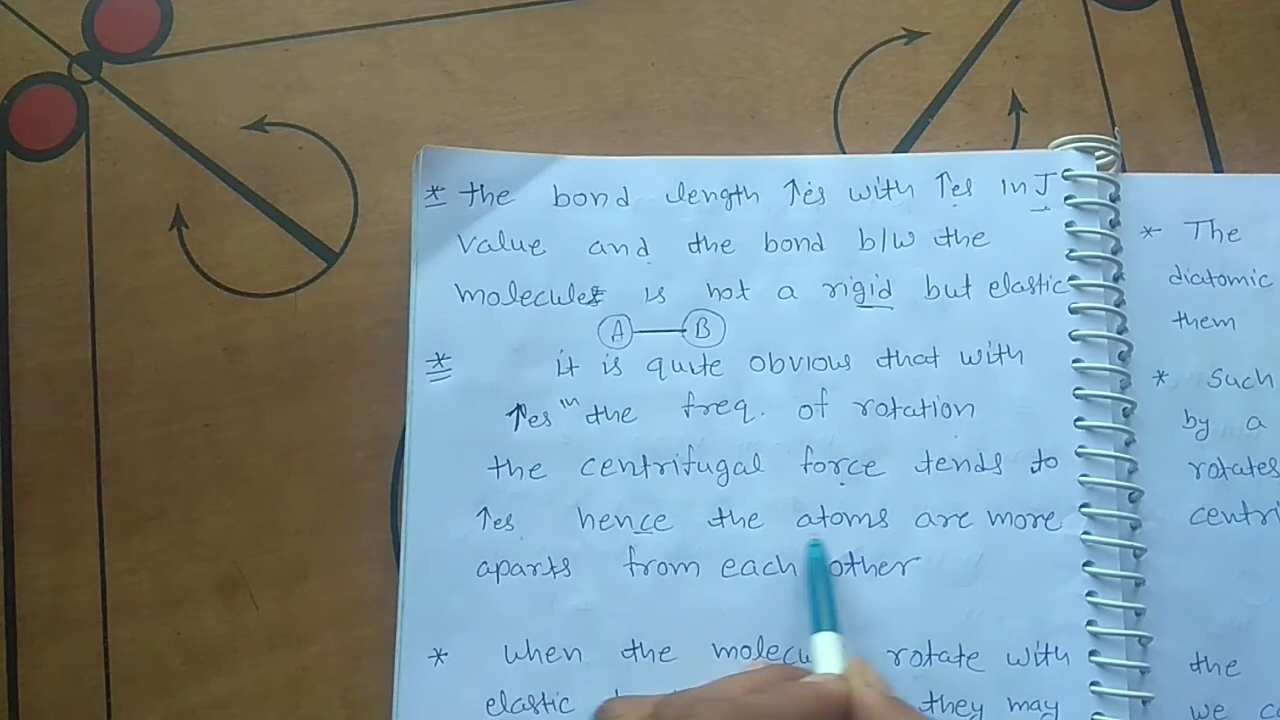 * the bond length ↑es with ↑es in J
value and the bond b/w the
molecules is not a rigid but elastic
A B
* it is quite obvious that with
↑es in the freq. of rotation
the centrifugal force tends to
↑es hence the atoms are more
aparts from each other
* when the rotate with
elastic they may
* The
diatomic
them
* Such
by a
rotates
the
we